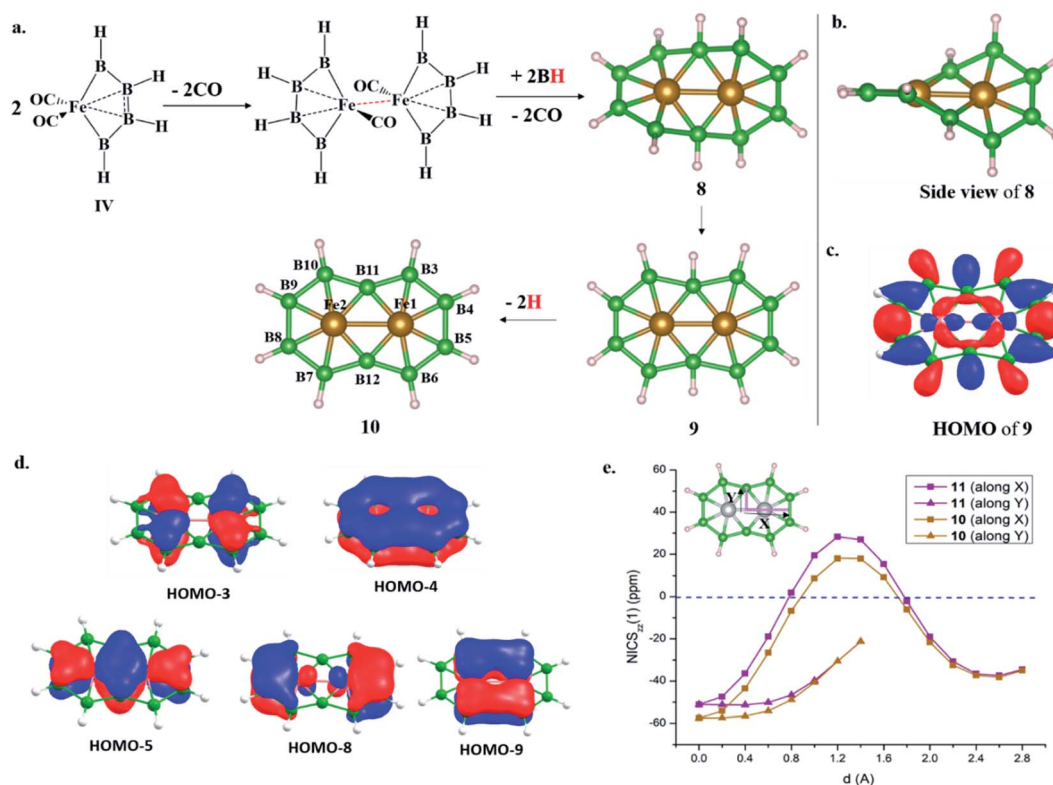 a.
H
H
B
H
B
OC
2
Fe
OC
B
H
B
H
IV
- 2CO
H
H
B
B
H
H
B
OC
B
Fe
Fe
H
B
CO
B
H
B
B
H
H
+ 2BH
- 2CO
8
b.
Side view of 8
B10
B11
B3
B9
Fe2
Fe1
B4
B8
B5
B7
B12
B6
10
- 2H
9
c.
HOMO of 9
d.
HOMO-3
HOMO-4
HOMO-5
HOMO-8
HOMO-9
e.
NICSzz(1) (ppm)
60
40
20
0
-20
-40
-60
Y
X
11 (along X)
11 (along Y)
10 (along X)
10 (along Y)
0.0 0.4 0.8 1.2 1.6 2.0 2.4 2.8
d (A)